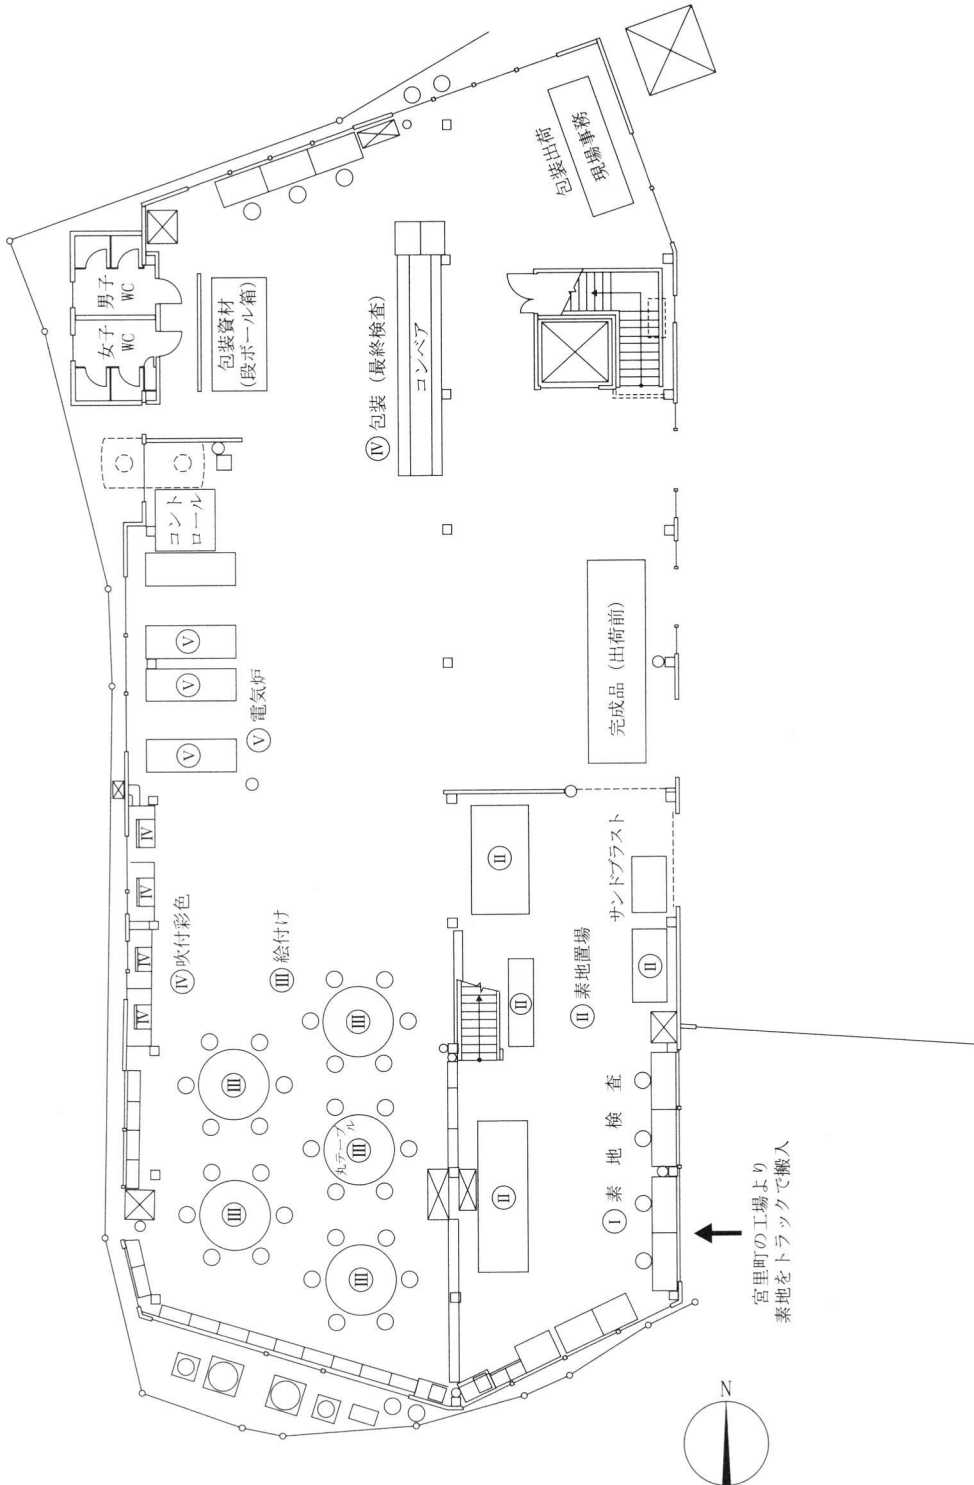 包装出荷
現場事務
男子
WC
女子
WC
包装資材
(段ボール箱)
Ⅳ 包装（最終検査）
コンベア
コント
ロール
Ⅴ
Ⅴ
Ⅴ
Ⅴ 電気炉
完成品（出荷前）
Ⅳ
Ⅳ
Ⅳ
Ⅳ
Ⅳ 吹付彩色
Ⅲ 絵付け
Ⅲ
Ⅲ
Ⅲ
丸テーブル
Ⅲ
Ⅲ
Ⅱ
サンドブラスト
Ⅱ
Ⅱ 素地置場
Ⅱ
Ⅱ
Ⅰ 素地検査
宮里町の工場より
素地をトラックで搬入
N